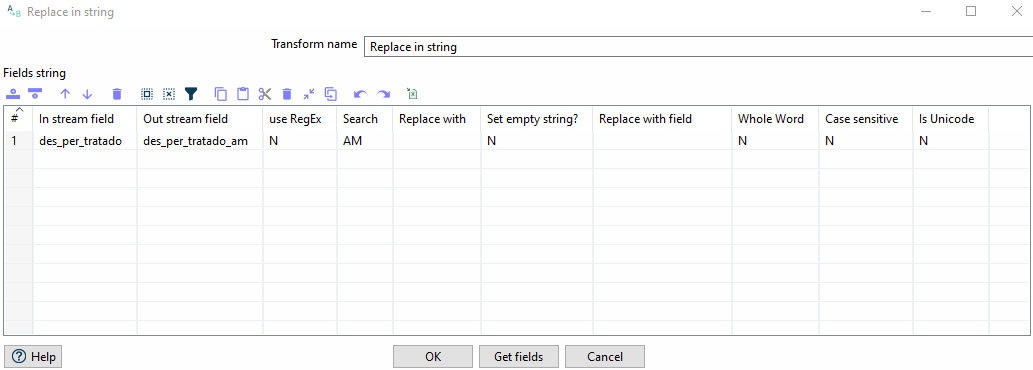 Replace in string
Transform name Replace in string
Fields string
# In stream field Out stream field use RegEx Search Replace with Set empty string? Replace with field Whole Word Case sensitive Is Unicode
1 des_per_tratado des_per_tratado_am N AM N N N N
Help OK Get fields Cancel